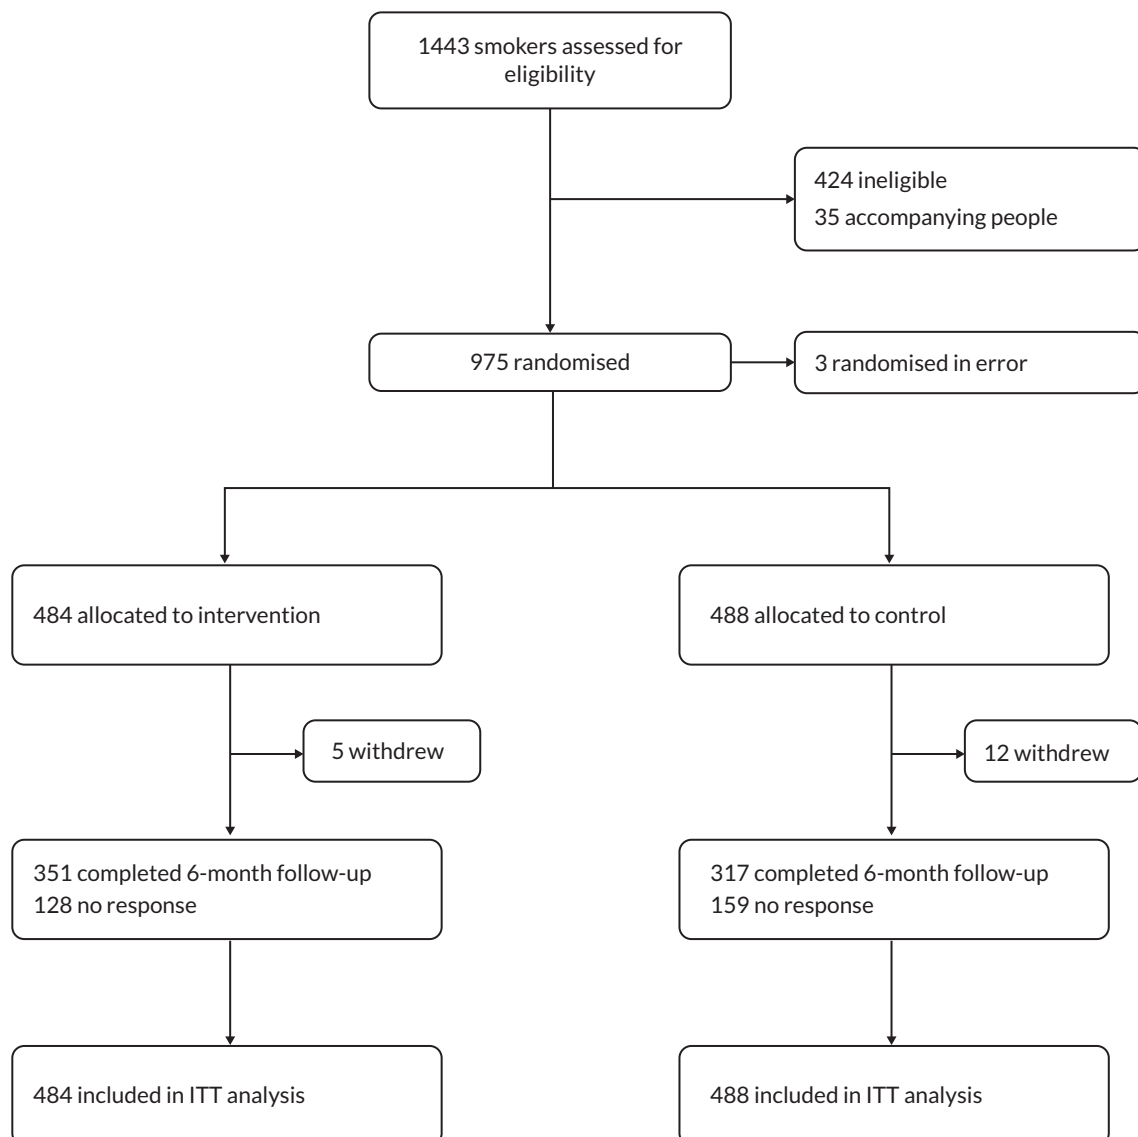 1443 smokers assessed for
eligibility
424 ineligible
35 accompanying people
975 randomised
3 randomised in error
484 allocated to intervention
488 allocated to control
5 withdrew
12 withdrew
351 completed 6-month follow-up
128 no response
317 completed 6-month follow-up
159 no response
484 included in ITT analysis
488 included in ITT analysis